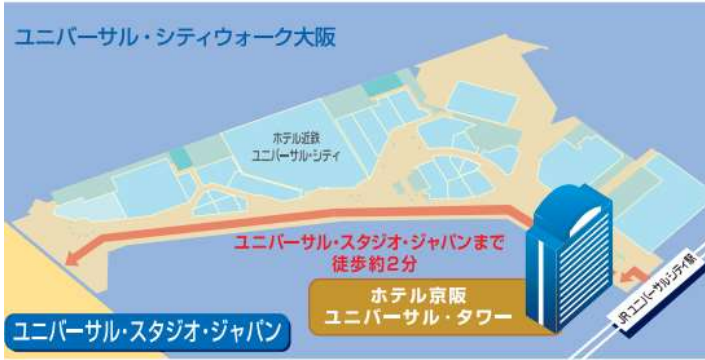 ユニバーサル・シティウォーク大阪
ホテル近鉄
ユニバーサル・シティ
ユニバーサル・スタジオ・ジャパンまで
徒歩約2分
ホテル京阪
ユニバーサル・タワー
JRユニバーサルシティ駅
ユニバーサル・スタジオ・ジャパン